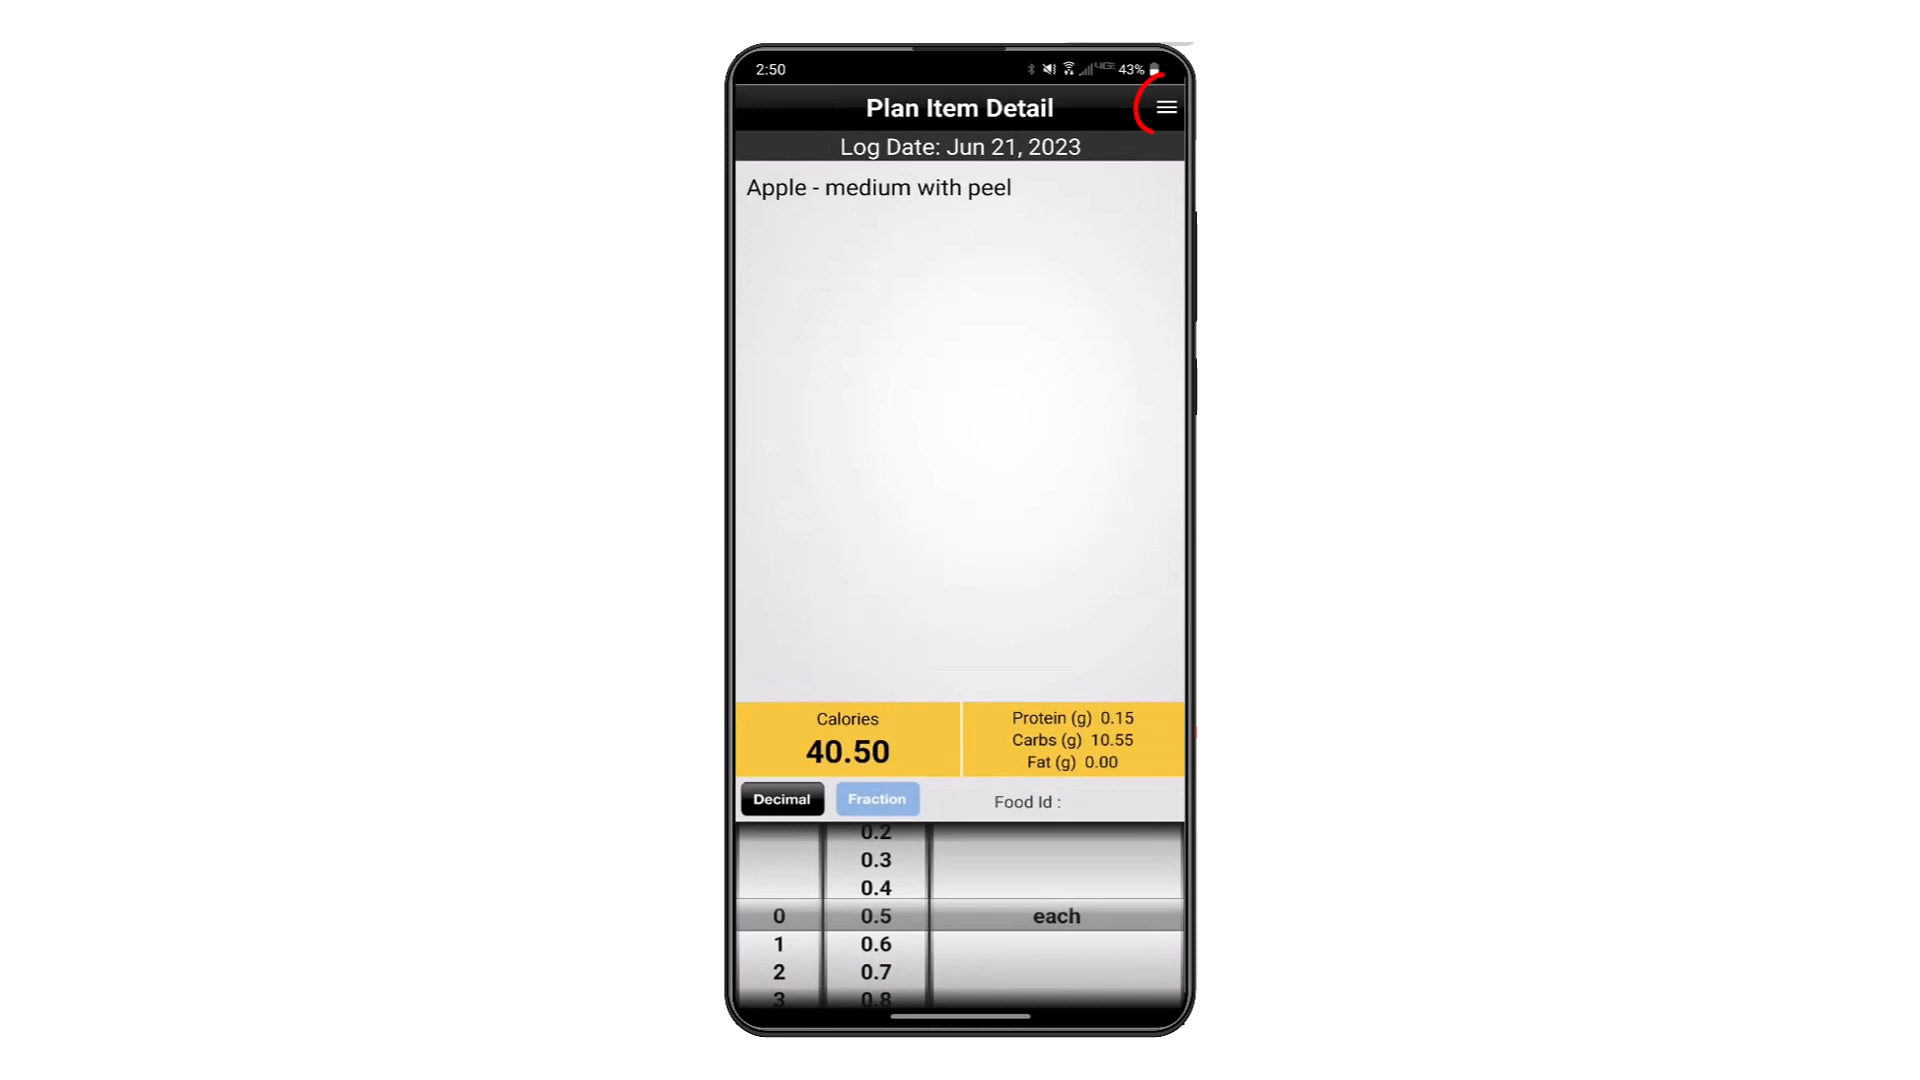 2:50
43%
Plan Item Detail
Log Date: Jun 21, 2023
Apple - medium with peel
Calories
40.50
Protein (g) 0.15
Carbs (g) 10.55
Fat (g) 0.00
Decimal
Fraction
Food Id :
0.2
0.3
0.4
0 0.5 each
1 0.6
2 0.7
3 0.8